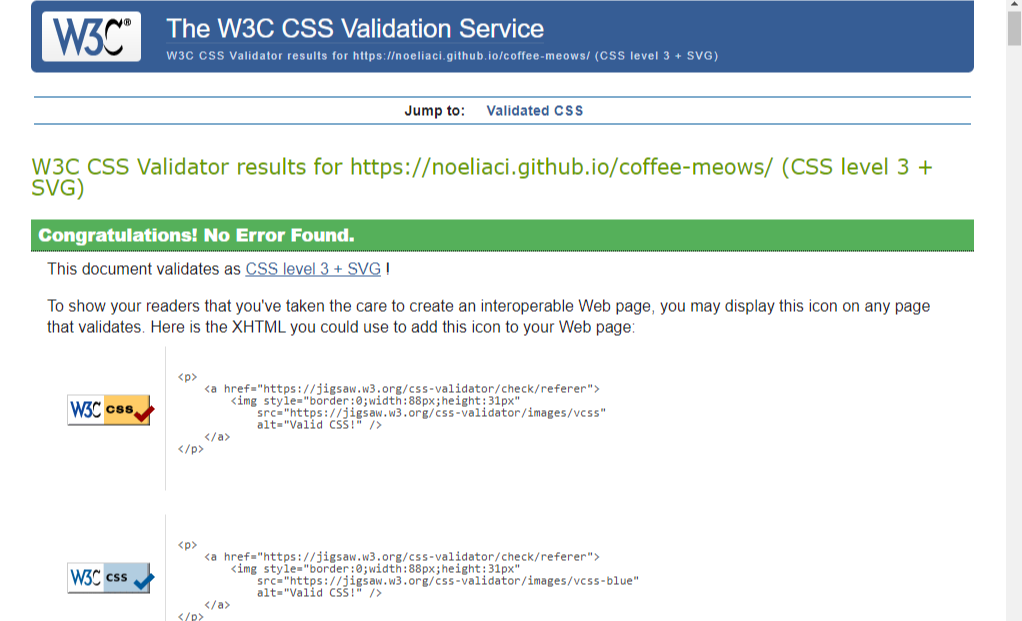 W3C®
The W3C CSS Validation Service
W3C CSS Validator results for https://noeliaci.github.io/coffee-meows/ (CSS level 3 + SVG)
Jump to: Validated CSS
W3C CSS Validator results for https://noeliaci.github.io/coffee-meows/ (CSS level 3 +
SVG)
Congratulations! No Error Found.
This document validates as CSS level 3 + SVG !
To show your readers that you've taken the care to create an interoperable Web page, you may display this icon on any page
that validates. Here is the XHTML you could use to add this icon to your Web page:
W3C css
<p>
<a href="https://jigsaw.w3.org/css-validator/check/referer">
<img style="border:0;width:88px;height:31px"
src="https://jigsaw.w3.org/css-validator/images/vcss"
alt="Valid CSS!" />
</a>
</p>
W3C css
<p>
<a href="https://jigsaw.w3.org/css-validator/check/referer">
<img style="border:0;width:88px;height:31px"
src="https://jigsaw.w3.org/css-validator/images/vcss-blue"
alt="Valid CSS!" />
</a>
</p>